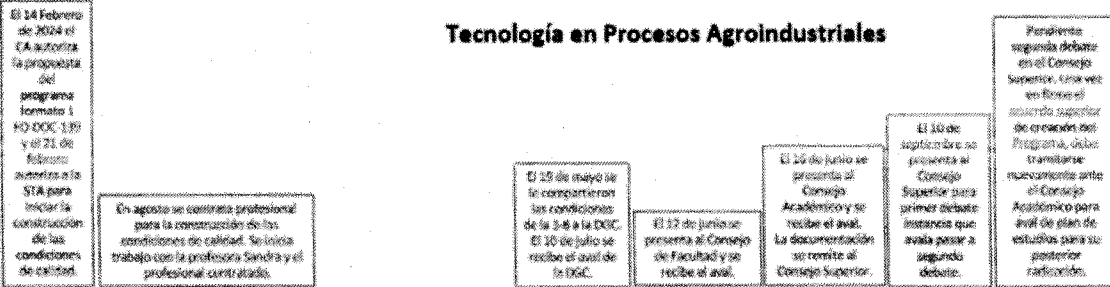 Tecnología en Procesos Agroindustriales
El 14 Febrero
de 2024 el
CA autoriza
la propuesta
del
programa
formato 1
FO-DOC-139
y el 21 de
febrero
autoriza a la
STA para
iniciar la
construcción
de las
condiciones
de calidad.
En agosto se contrata profesional
para la construcción de las
condiciones de calidad. Se inicia
trabajo con la profesora Sandra y el
profesional contratado.
El 15 de mayo se
le compartieron
las condiciones
de la 3-8 a la DGC.
El 10 de julio se
recibe el aval de
la DGC.
El 12 de junio se
presenta al Consejo
de Facultad y se
recibe el aval.
El 16 de junio se
presenta al
Consejo
Académico y se
recibe el aval.
La documentación
se remite al
Consejo Superior.
El 10 de
septiembre se
presenta al
Consejo
Superior para
primer debate
instancia que
avala pasar a
segundo
debate.
Pendiente
segundo debate
en el Consejo
Superior. Una vez
en firme el
acuerdo superior
de creación del
Programa, debe
tramitarse
nuevamente ante
el Consejo
Académico para
aval de plan de
estudios para su
posterior
radicación.